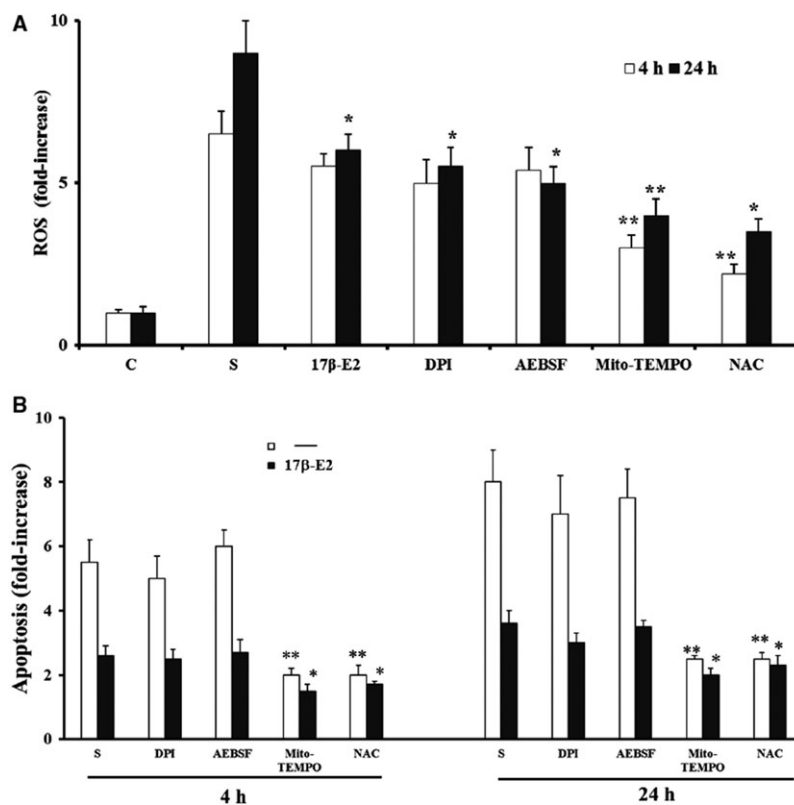 A
ROS (fold-increase)
10
5
0
4 h 24 h
*
*
*
**
**
**
*
C S 17β-E2 DPI AEBSF Mito-TEMPO NAC
B
Apoptosis (fold-increase)
10
8
6
4
2
0
—
17β-E2
**
*
**
*
**
*
**
*
S DPI AEBSF Mito- NAC S DPI AEBSF Mito- NAC
TEMPO TEMPO
4 h 24 h